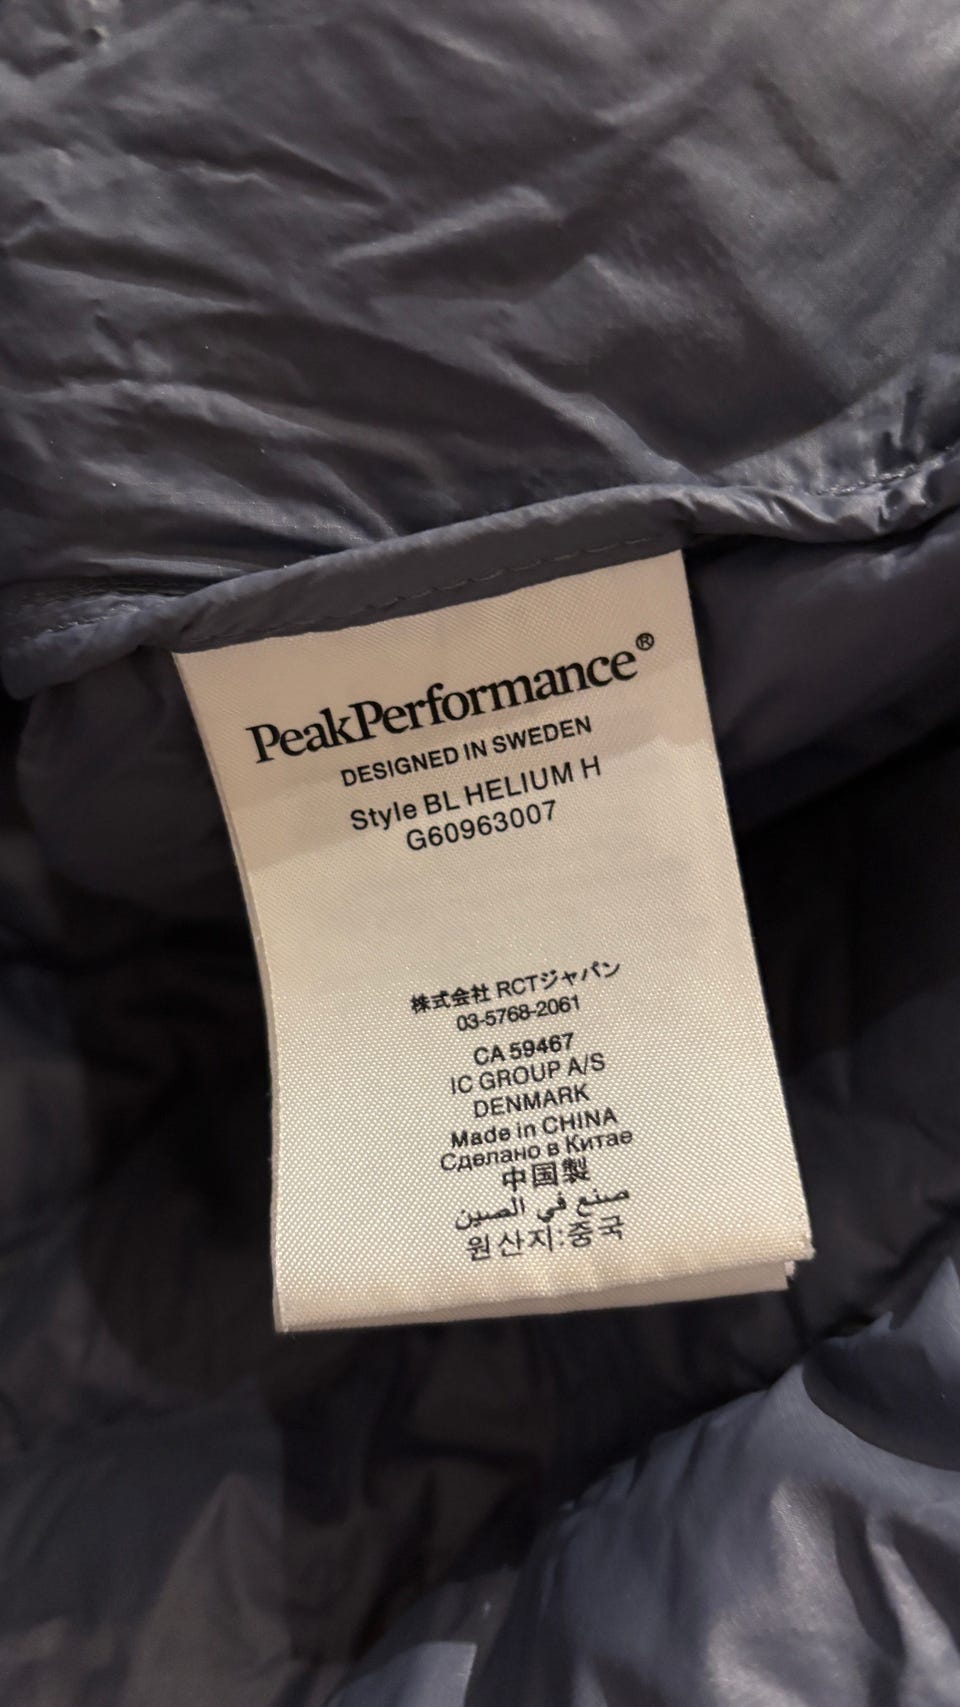 PeakPerformance®
DESIGNED IN SWEDEN
Style BL HELIUM H
G60963007
株式会社 RCTジャパン
03-5768-2061
CA 59467
IC GROUP A/S
DENMARK
Made in CHINA
Сделано в Китае
中国製
صنع في الصين
원산지:중국